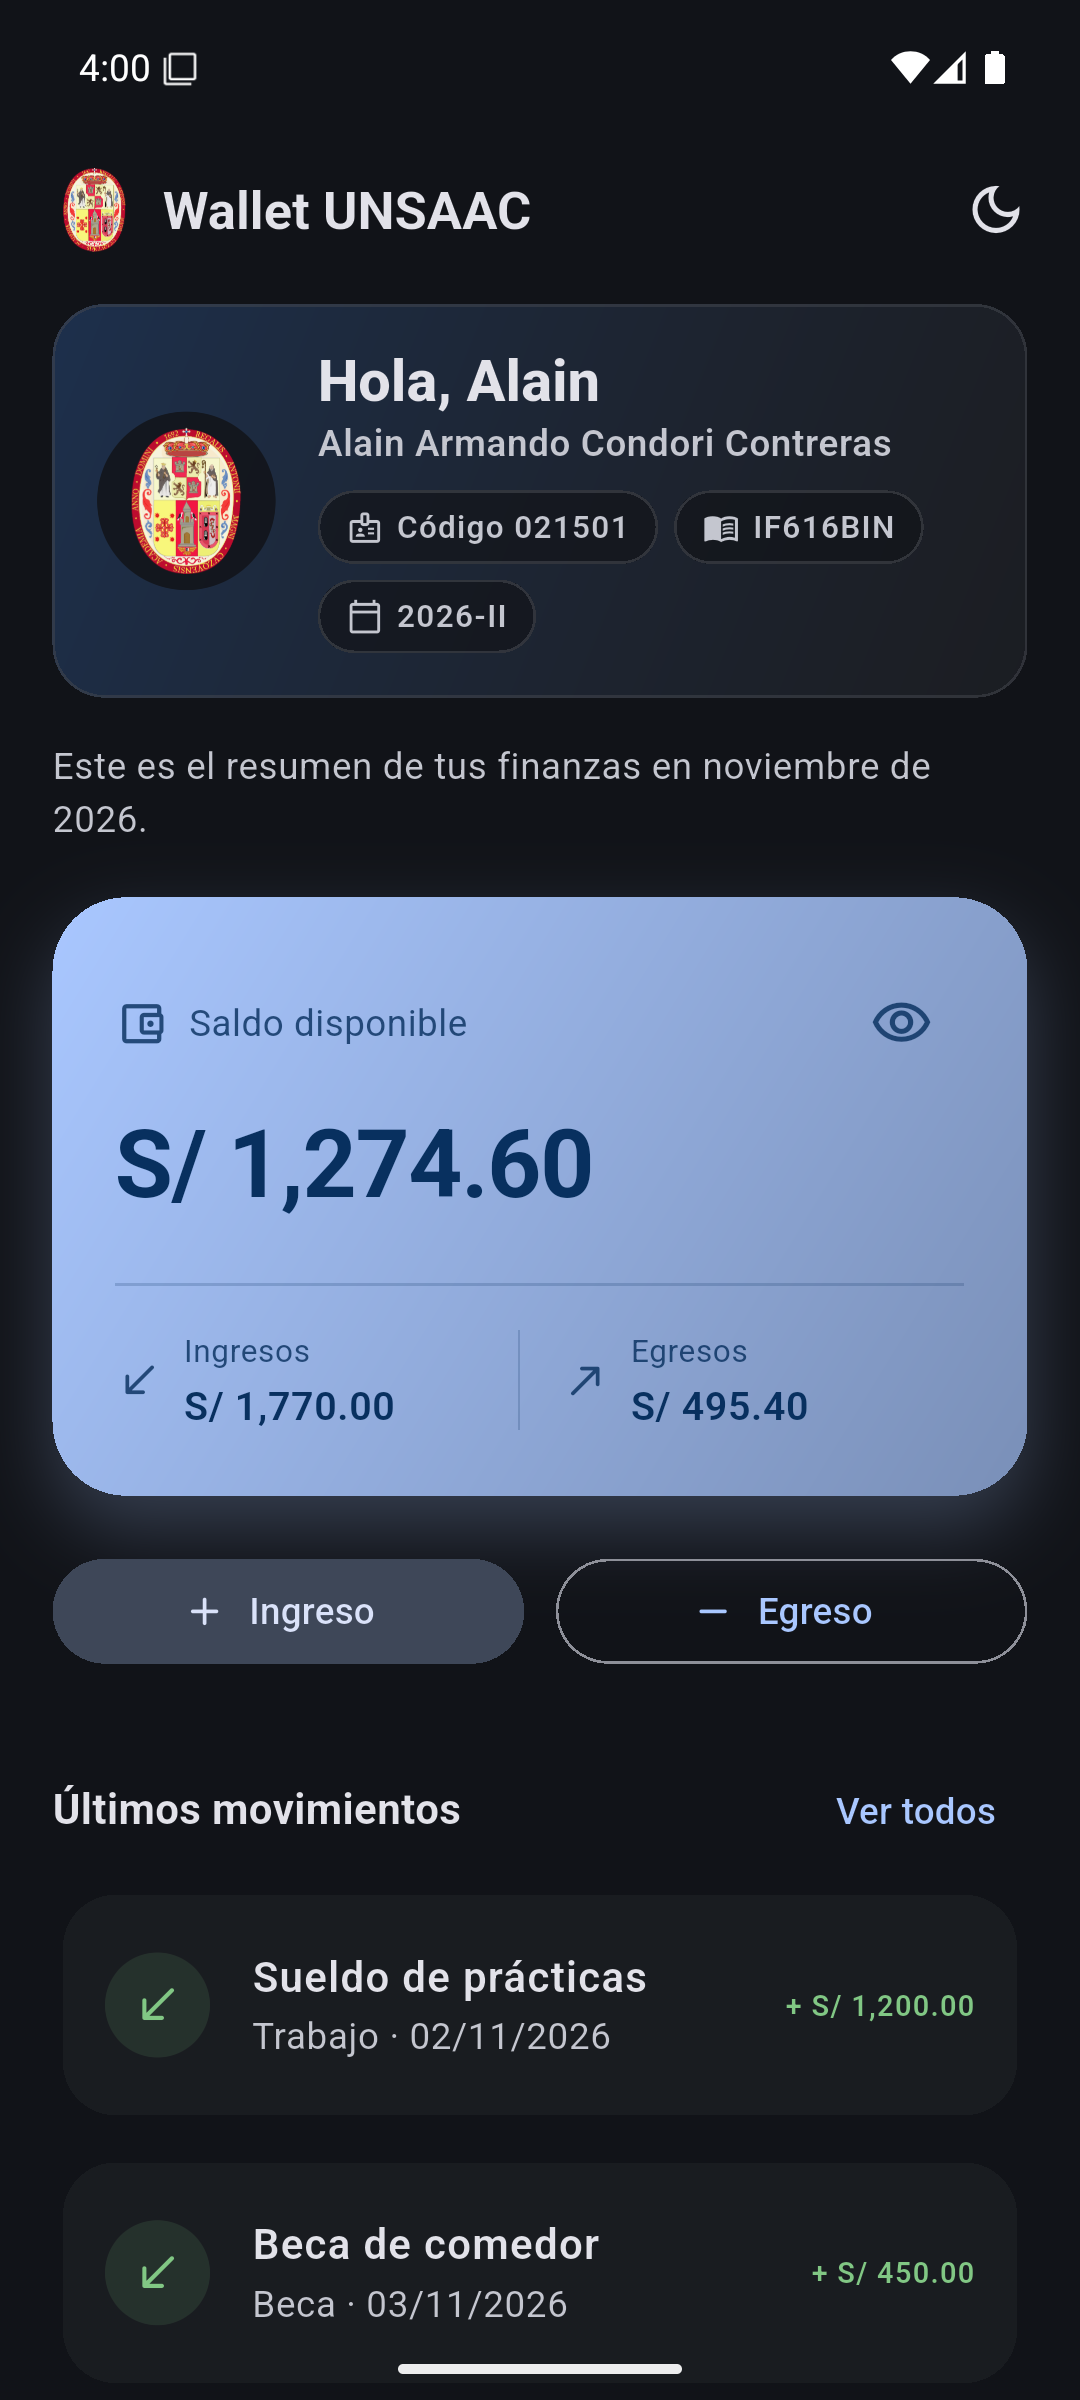 4:00
Wallet UNSAAC
Hola, Alain
Alain Armando Condori Contreras
Código 021501
IF616BIN
2026-II
Este es el resumen de tus finanzas en noviembre de
2026.
Saldo disponible
S/ 1,274.60
Ingresos
S/ 1,770.00
Egresos
S/ 495.40
Ingreso
Egreso
Últimos movimientos
Ver todos
Sueldo de prácticas
Trabajo · 02/11/2026
+ S/ 1,200.00
Beca de comedor
Beca · 03/11/2026
+ S/ 450.00